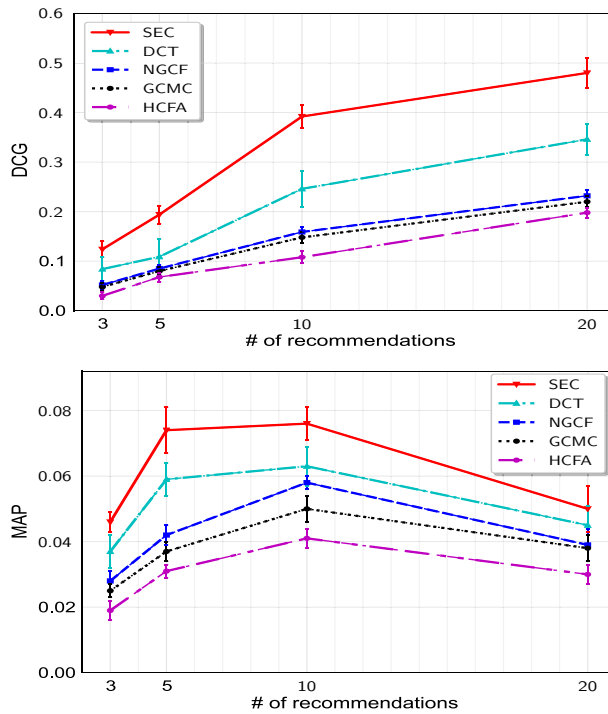 0.6
SEC
DCT
NGCF
GCMC
HCFA
0.5
0.4
0.3
0.2
0.1
0.0
DCG
3 5 10 20
# of recommendations
SEC
DCT
NGCF
GCMC
HCFA
0.08
0.06
0.04
0.02
0.00
MAP
3 5 10 20
# of recommendations